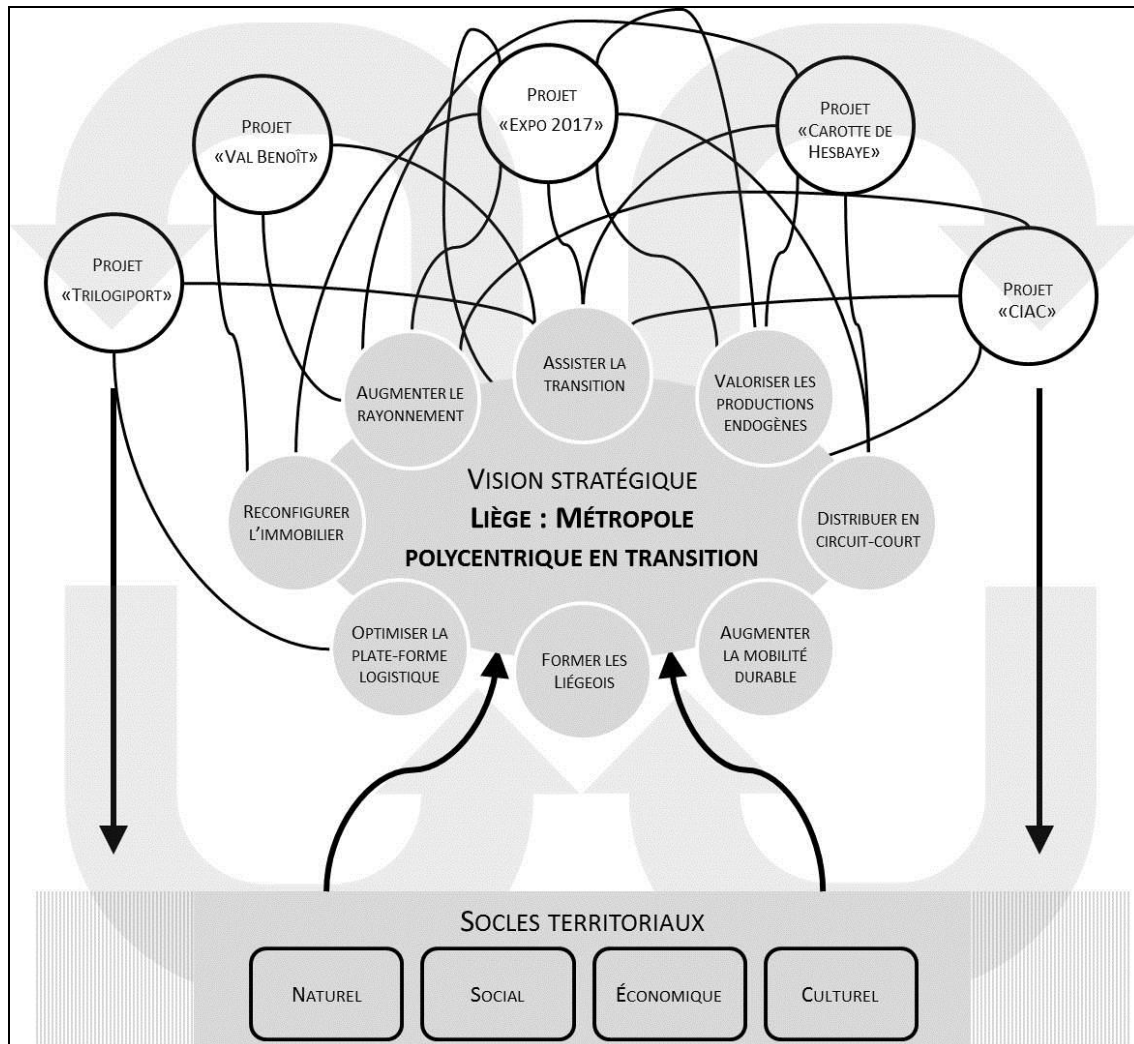 PROJET
«EXPO 2017»
PROJET
«VAL BENOÎT»
PROJET
«CAROTTE DE
HESBAYE»
PROJET
«TRILOGIPORT»
PROJET
«CIAC»
ASSISTER LA
TRANSITION
AUGMENTER LE
RAYONNEMENT
VALORISER LES
PRODUCTIONS
ENDOGÈNES
VISION STRATÉGIQUE
LIÈGE : MÉTROPOLE
POLYCENTRIQUE EN TRANSITION
RECONFIGURER
L'IMMOBILIER
DISTRIBUER EN
CIRCUIT-COURT
OPTIMISER LA
PLATE-FORME
LOGISTIQUE
FORMER LES
LIÉGEOIS
AUGMENTER
LA MOBILITÉ
DURABLE
SOCLES TERRITORIAUX
NATUREL
SOCIAL
ÉCONOMIQUE
CULTUREL